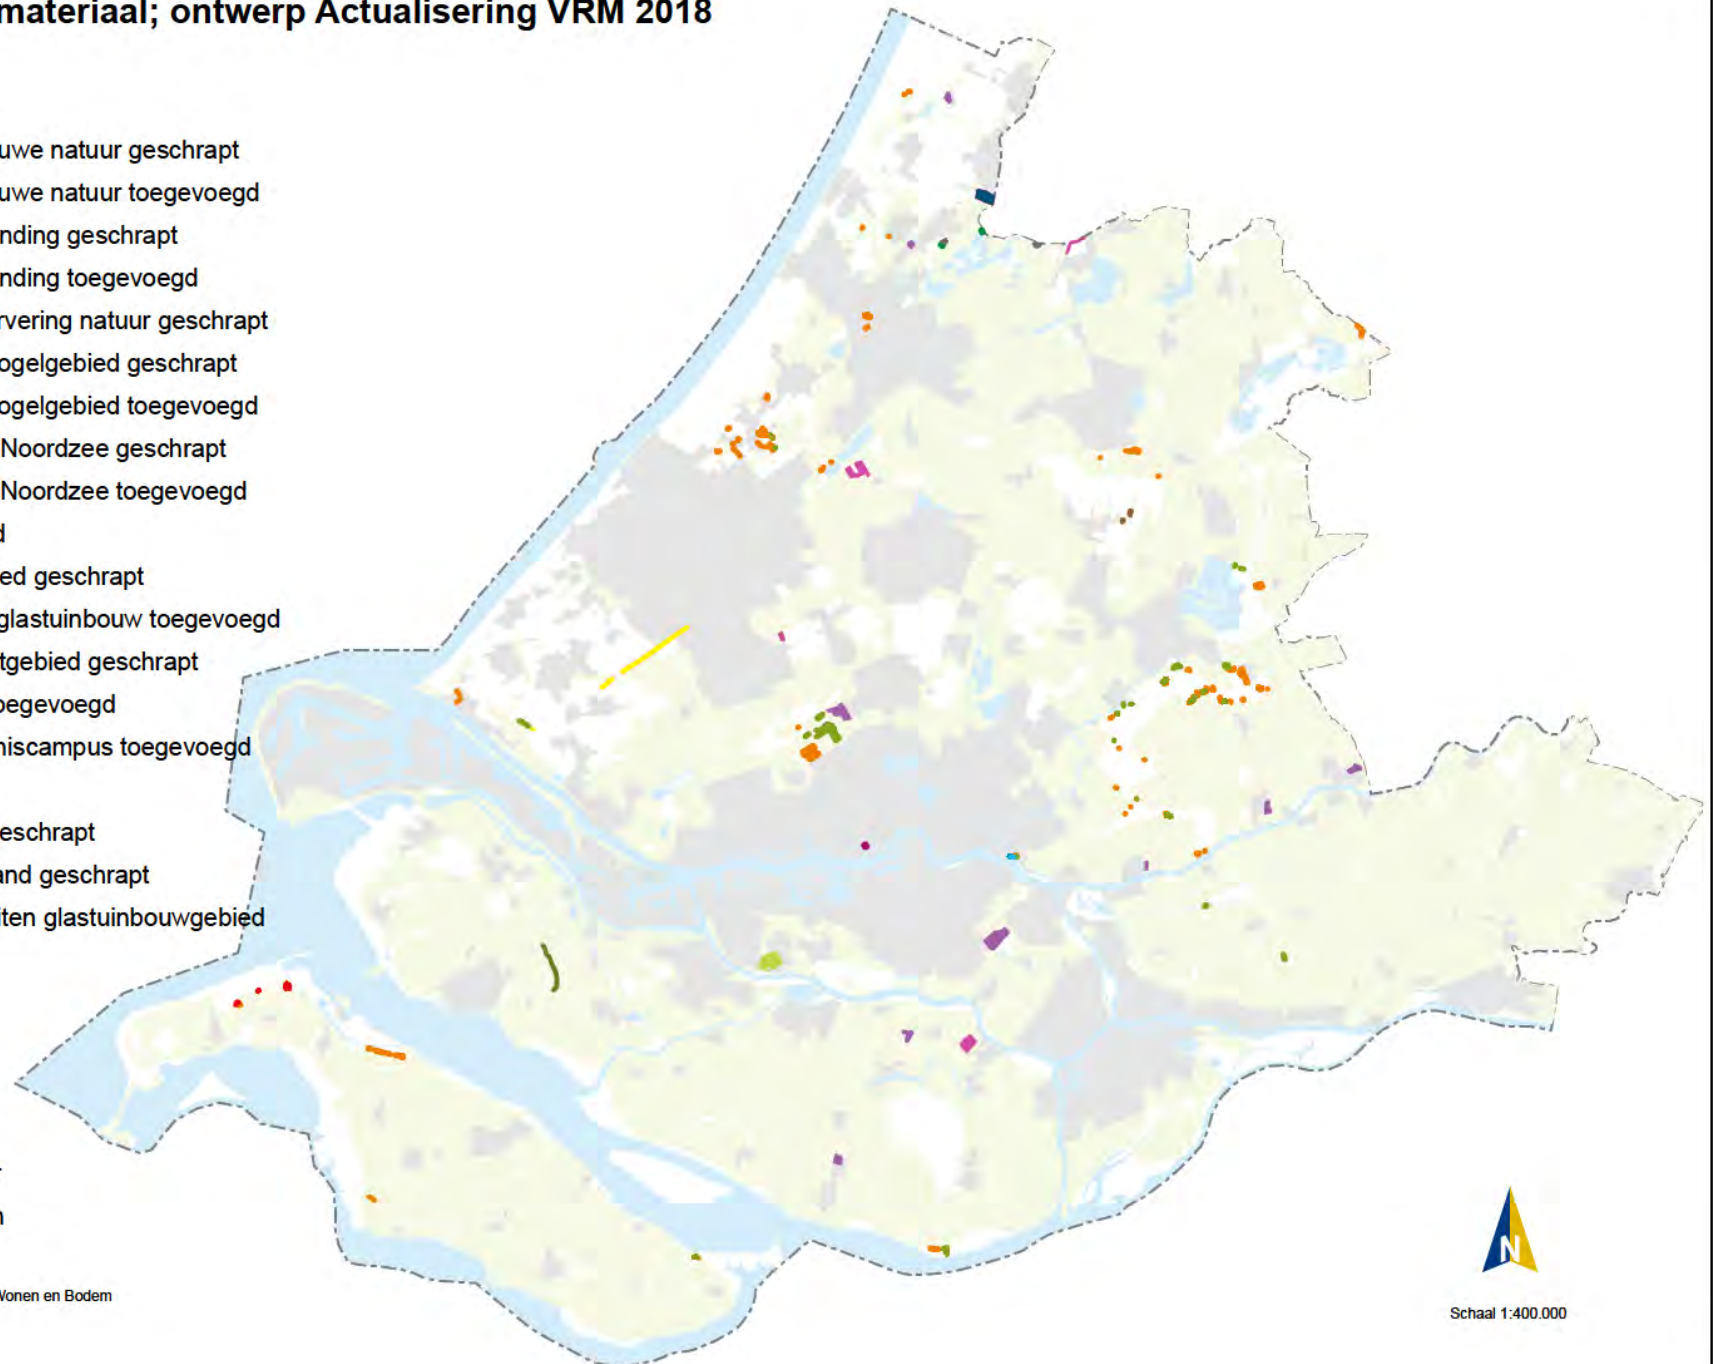 materiaal; ontwerp Actualisering VRM 2018
uwe natuur geschrapt
uwe natuur toegevoegd
nding geschrapt
nding toegevoegd
rvering natuur geschrapt
ogelgebied geschrapt
ogelgebied toegevoegd
Noordzee geschrapt
Noordzee toegevoegd
d
ed geschrapt
glastuinbouw toegevoegd
tgebied geschrapt
oegevoegd
niscampus toegevoegd
eschrapt
and geschrapt
iten glastuinbouwgebied
n
Wonen en Bodem
N
Schaal 1:400.000